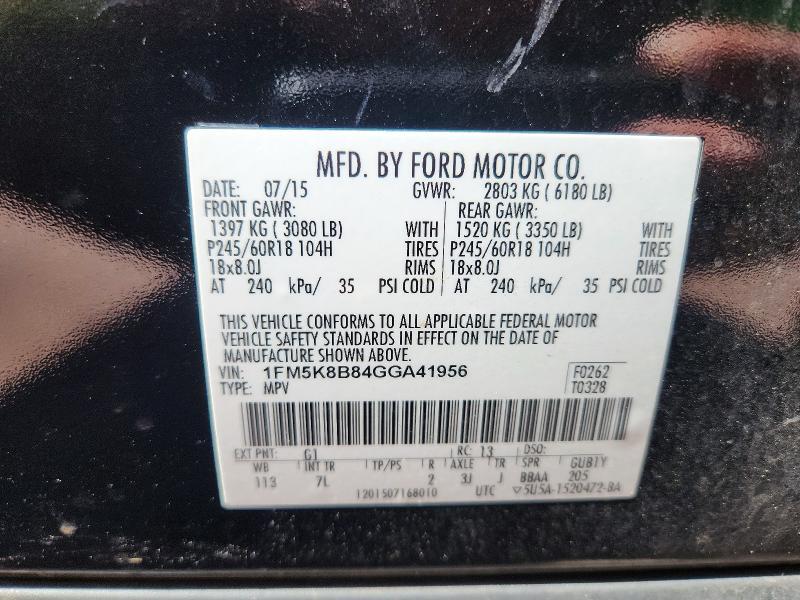 MFD. BY FORD MOTOR CO.
DATE: 07/15 GVWR: 2803 KG ( 6180 LB)
FRONT GAWR: REAR GAWR:
1397 KG ( 3080 LB) WITH 1520 KG ( 3350 LB) WITH
P245/60R18 104H TIRES P245/60R18 104H TIRES
18x8.0J RIMS 18x8.0J RIMS
AT 240 kPa/ 35 PSI COLD AT 240 kPa/ 35 PSI COLD
THIS VEHICLE CONFORMS TO ALL APPLICABLE FEDERAL MOTOR
VEHICLE SAFETY STANDARDS IN EFFECT ON THE DATE OF
MANUFACTURE SHOWN ABOVE.
VIN: 1FM5K8B84GGA41956 F0262
TYPE: MPV T0328
EXT PNT: G1 RC: 13 DSO:
WB INT TR TP/PS R AXLE TR SPR GUB1Y
113 7L 2 3J J BBAA 205
1201507168010 UTC ▽5U5A-1520472-BA